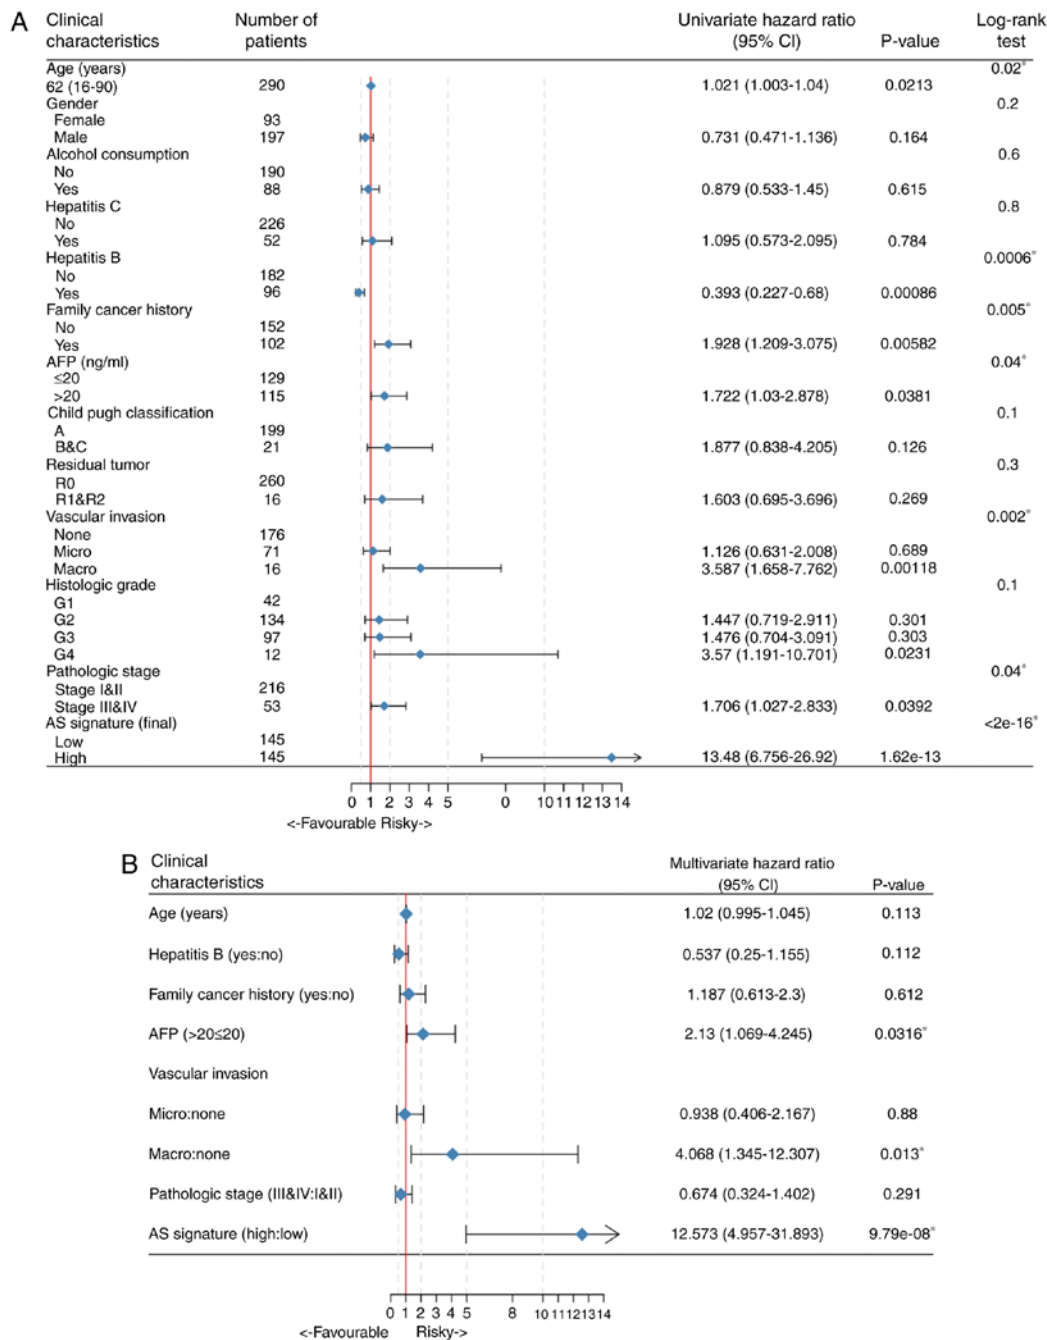 A
Clinical characteristics Number of patients Univariate hazard ratio (95% CI) P-value Log-rank test
Age (years) 0.02*
62 (16-90) 290 1.021 (1.003-1.04) 0.0213
Gender 0.2
Female 93
Male 197 0.731 (0.471-1.136) 0.164
Alcohol consumption 0.6
No 190
Yes 88 0.879 (0.533-1.45) 0.615
Hepatitis C 0.8
No 226
Yes 52 1.095 (0.573-2.095) 0.784
Hepatitis B 0.0006*
No 182
Yes 96 0.393 (0.227-0.68) 0.00086
Family cancer history 0.005*
No 152
Yes 102 1.928 (1.209-3.075) 0.00582
AFP (ng/ml) 0.04*
≤20 129
>20 115 1.722 (1.03-2.878) 0.0381
Child pugh classification 0.1
A 199
B&C 21 1.877 (0.838-4.205) 0.126
Residual tumor 0.3
R0 260
R1&R2 16 1.603 (0.695-3.696) 0.269
Vascular invasion 0.002*
None 176
Micro 71 1.126 (0.631-2.008) 0.689
Macro 16 3.587 (1.658-7.762) 0.00118
Histologic grade 0.1
G1 42
G2 134 1.447 (0.719-2.911) 0.301
G3 97 1.476 (0.704-3.091) 0.303
G4 12 3.57 (1.191-10.701) 0.0231
Pathologic stage 0.04*
Stage I&II 216
Stage III&IV 53 1.706 (1.027-2.833) 0.0392
AS signature (final) <2e-16*
Low 145
High 145 13.48 (6.756-26.92) 1.62e-13
0 1 2 3 4 5 0 10 11 12 13 14
<-Favourable Risky->
B
Clinical characteristics Multivariate hazard ratio (95% CI) P-value
Age (years) 1.02 (0.995-1.045) 0.113
Hepatitis B (yes:no) 0.537 (0.25-1.155) 0.112
Family cancer history (yes:no) 1.187 (0.613-2.3) 0.612
AFP (>20≤20) 2.13 (1.069-4.245) 0.0316*
Vascular invasion
Micro:none 0.938 (0.406-2.167) 0.88
Macro:none 4.068 (1.345-12.307) 0.013*
Pathologic stage (III&IV:I&II) 0.674 (0.324-1.402) 0.291
AS signature (high:low) 12.573 (4.957-31.893) 9.79e-08*
0 1 2 3 4 5 8 10 11 12 13 14
<-Favourable Risky->